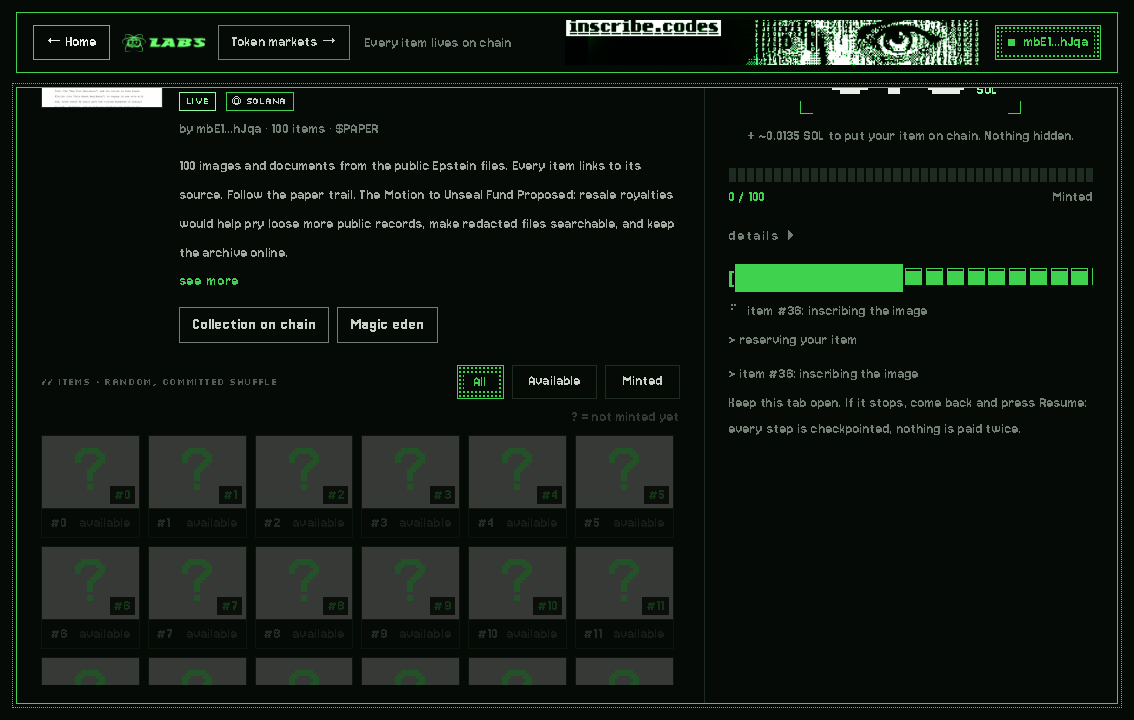 ← Home
LABS
Token markets →
Every item lives on chain
inscribe.codes
mbE1...hJqa
LIVE
SOLANA
by mbE1...hJqa · 100 items · $PAPER
100 images and documents from the public Epstein files. Every item links to its
source. Follow the paper trail. The Motion to Unseal Fund Proposed: resale royalties
would help pry loose more public records, make redacted files searchable, and keep
the archive online.
see more
Collection on chain
Magic eden
// ITEMS · RANDOM, COMMITTED SHUFFLE
All
Available
Minted
? = not minted yet
? #0
? #1
? #2
? #3
? #4
? #5
#0 available
#1 available
#2 available
#3 available
#4 available
#5 available
? #6
? #7
? #8
? #9
? #10
? #11
#6 available
#7 available
#8 available
#9 available
#10 available
#11 available
SOL
+ ~0.0135 SOL to put your item on chain. Nothing hidden.
0 / 100
Minted
details
item #36: inscribing the image
> reserving your item
> item #36: inscribing the image
Keep this tab open. If it stops, come back and press Resume:
every step is checkpointed, nothing is paid twice.